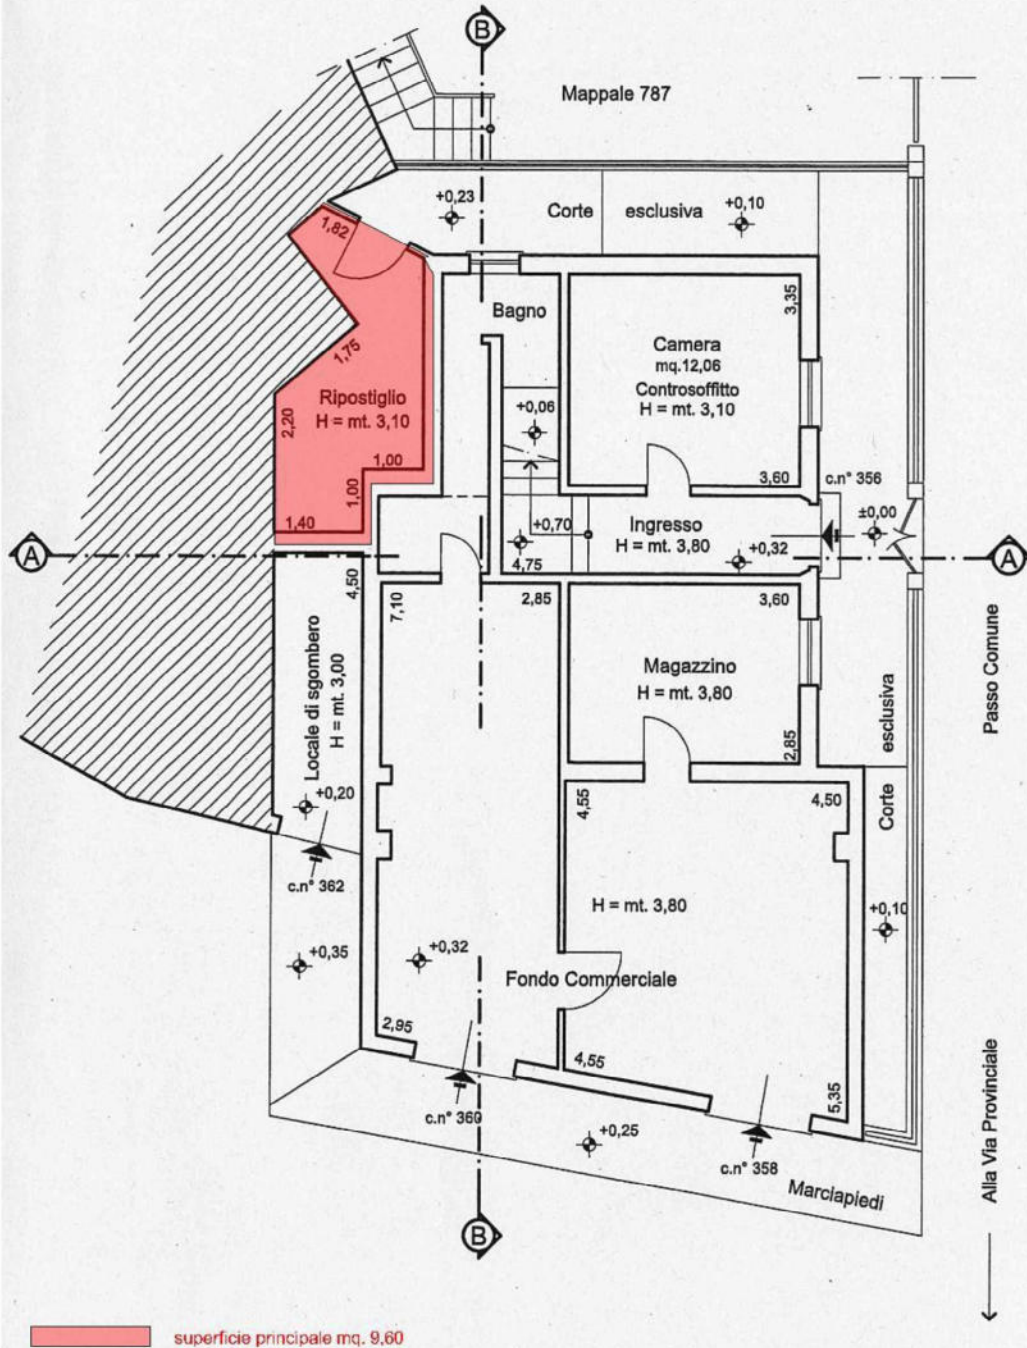 B
Mappale 787
+0,23
Corte esclusiva
+0,10
1,82
Bagno
3,35
Camera
mq.12,06
Controsoffitto
H = mt. 3,10
1,75
Ripostiglio
H = mt. 3,10
+0,06
2,20
1,00
1,00
3,60
c.n° 356
1,40
+0,70
Ingresso
H = mt. 3,80
±0,00
+0,32
A
A
4,75
4,50
7,10
2,85
3,60
Locale di sgombero
H = mt. 3,00
Magazzino
H = mt. 3,80
2,85
esclusiva
Corte
Passo Comune
+0,20
4,55
4,50
c.n° 362
H = mt. 3,80
+0,10
+0,35
+0,32
Fondo Commerciale
2,95
4,55
5,35
c.n° 360
+0,25
c.n° 358
Marciapiedi
Alla Via Provinciale
B
superficie principale mq. 9,60